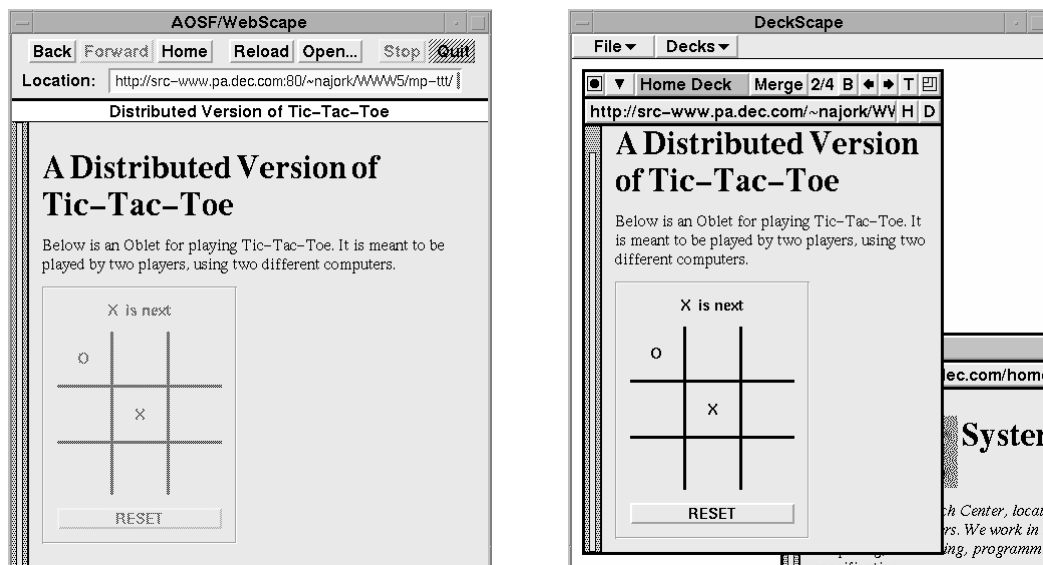 AOSF/WebScape
Back Forward Home Reload Open... Stop Quit
Location: http://src-www.pa.dec.com:80/~najork/WWW5/mp-ttt/
Distributed Version of Tic-Tac-Toe
A Distributed Version of
Tic-Tac-Toe
Below is an Oblet for playing Tic-Tac-Toe. It is meant to be
played by two players, using two different computers.
X is next
O
X
RESET
DeckScape
File Decks
Home Deck Merge 2/4 B T
http://src-www.pa.dec.com/~najork/WV H D
A Distributed Version
of Tic-Tac-Toe
Below is an Oblet for playing Tic-Tac-Toe. It
is meant to be played by two players, using two
different computers.
X is next
O
X
RESET
ec.com/home
Syster
ch Center, locat
rs. We work in
ing, programm